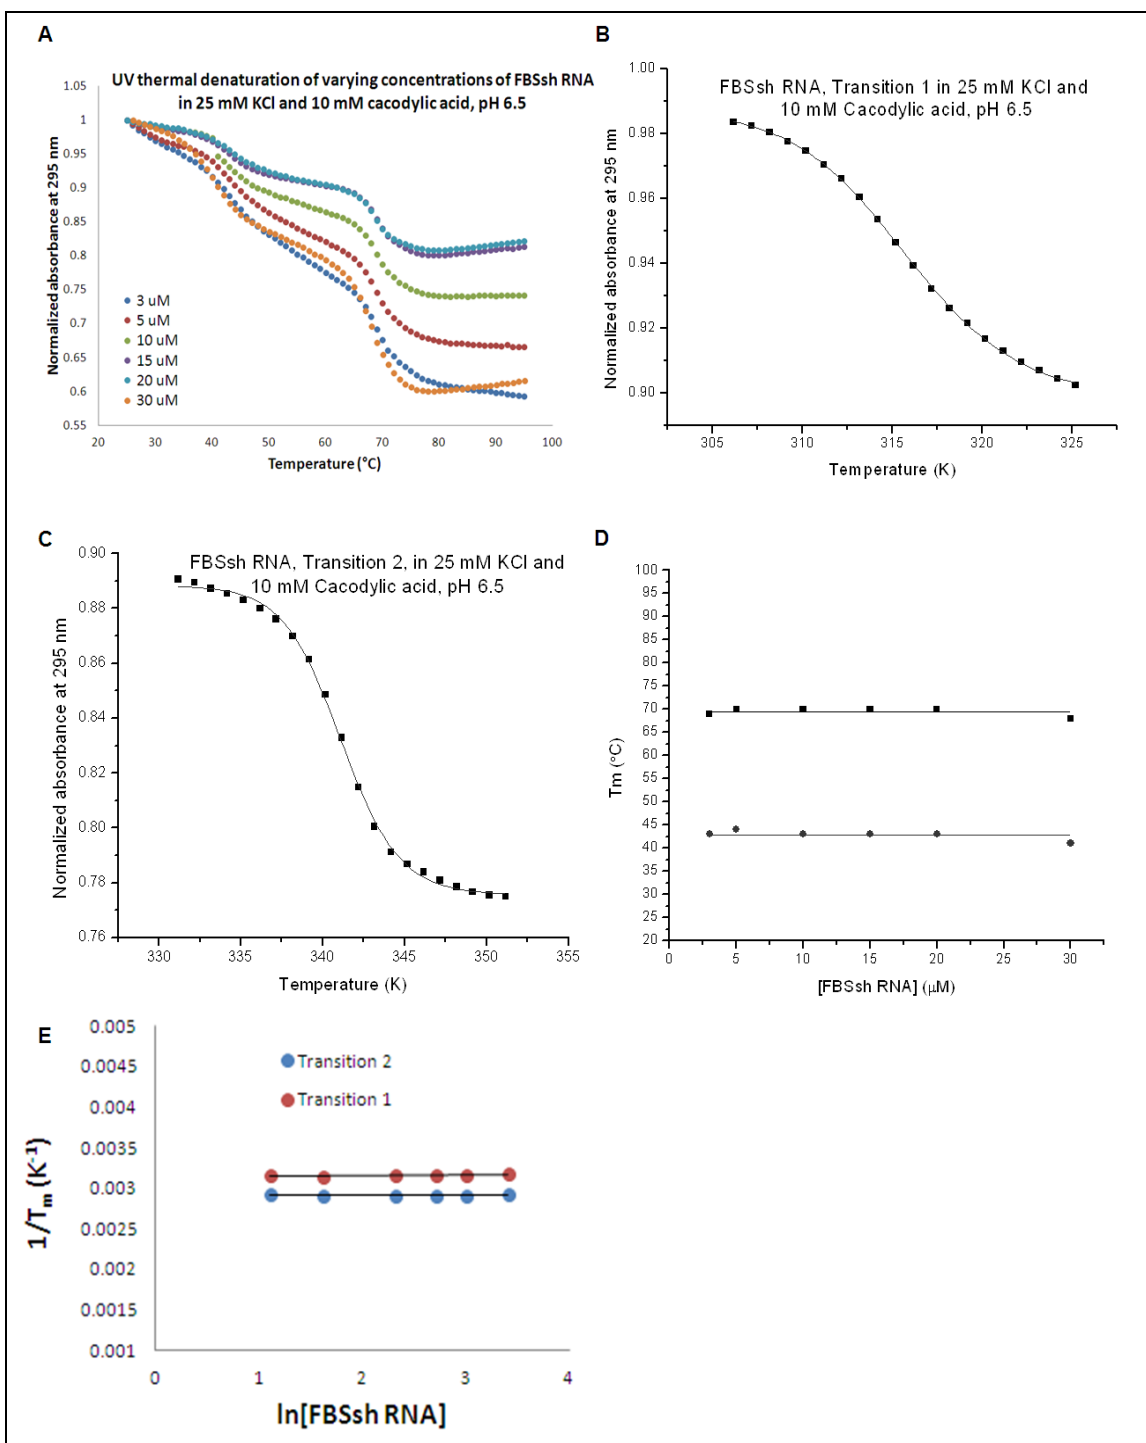 A
UV thermal denaturation of varying concentrations of FBSsh RNA
in 25 mM KCl and 10 mM cacodylic acid, pH 6.5
1.05
1
0.95
0.9
0.85
0.8
0.75
0.7
0.65
0.6
0.55
Normalized absorbance at 295 nm
3 uM
5 uM
10 uM
15 uM
20 uM
30 uM
20 30 40 50 60 70 80 90 100
Temperature (°C)
B
FBSsh RNA, Transition 1 in 25 mM KCl and
10 mM Cacodylic acid, pH 6.5
1.00
0.98
0.96
0.94
0.92
0.90
Normalized absorbance at 295 nm
305 310 315 320 325
Temperature (K)
C
FBSsh RNA, Transition 2, in 25 mM KCl and
10 mM Cacodylic acid, pH 6.5
0.90
0.88
0.86
0.84
0.82
0.80
0.78
0.76
Normalized absorbance at 295 nm
330 335 340 345 350 355
Temperature (K)
D
100
95
90
85
80
75
70
65
60
55
50
45
40
35
30
25
20
Tm (°C)
0 5 10 15 20 25 30
[FBSsh RNA] (μM)
E
0.005
0.0045
0.004
0.0035
0.003
0.0025
0.002
0.0015
0.001
1/Tm (K-1)
Transition 2
Transition 1
0 1 2 3 4
ln[FBSsh RNA]